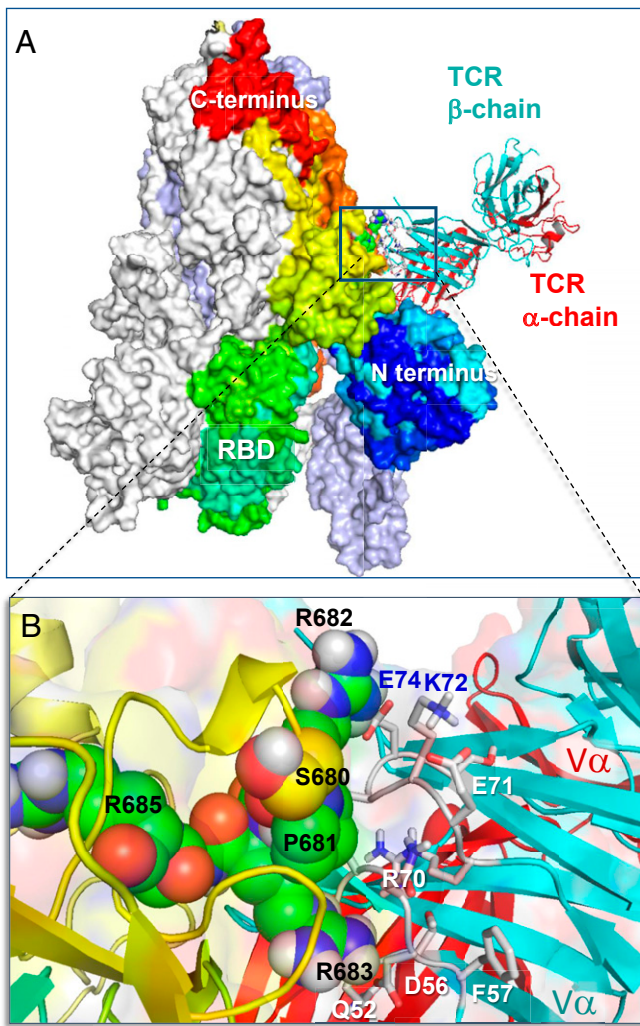 A
C-terminus
TCR
β-chain
TCR
α-chain
N terminus
RBD
B
R682
E74
K72
Vα
S680
E71
R685
P681
R70
R683
D56
F57
Q52
Vα